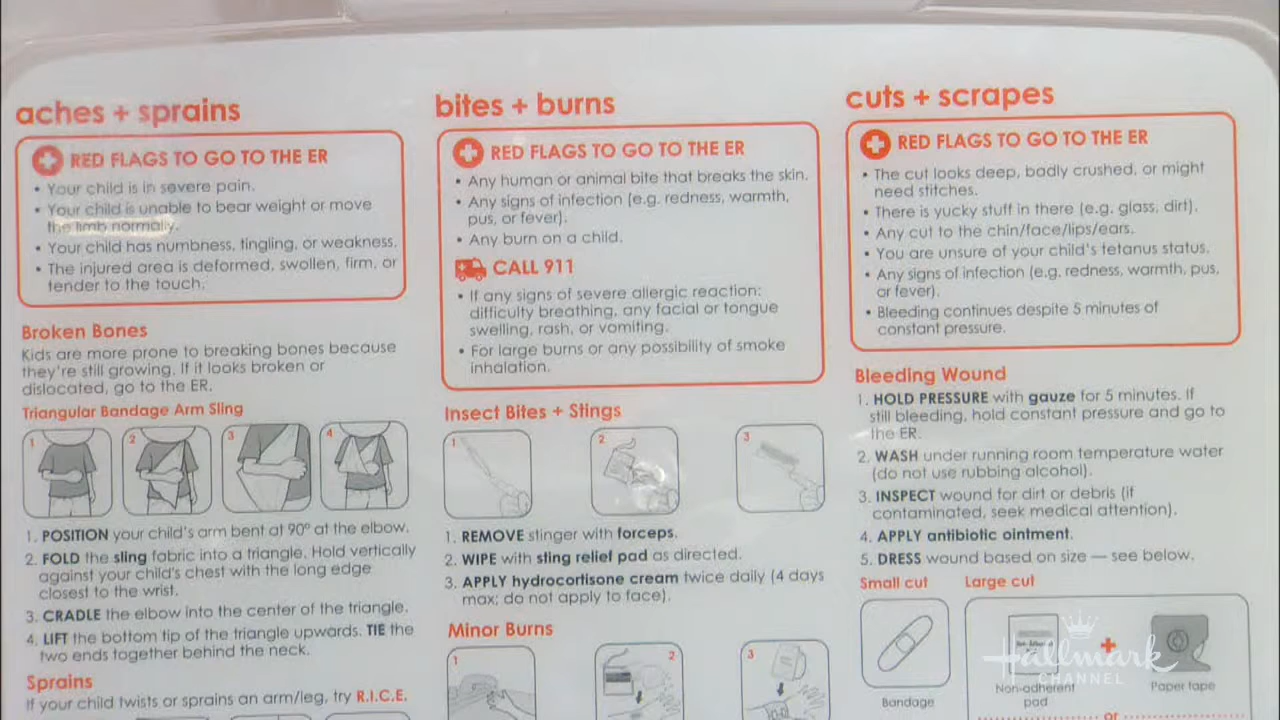 aches + sprains
RED FLAGS TO GO TO THE ER
• Your child is in severe pain.
• Your child is unable to bear weight or move
the limb normally.
• Your child has numbness, tingling, or weakness.
• The injured area is deformed, swollen, firm, or
tender to the touch.
Broken Bones
Kids are more prone to breaking bones because
they're still growing. If it looks broken or
dislocated, go to the ER.
Triangular Bandage Arm Sling
1 2 3 4
1. POSITION your child's arm bent at 90° at the elbow.
2. FOLD the sling fabric into a triangle. Hold vertically
against your child's chest with the long edge
closest to the wrist.
3. CRADLE the elbow into the center of the triangle.
4. LIFT the bottom tip of the triangle upwards. TIE the
two ends together behind the neck.
Sprains
If your child twists or sprains an arm/leg, try R.I.C.E.
bites + burns
RED FLAGS TO GO TO THE ER
• Any human or animal bite that breaks the skin.
• Any signs of infection (e.g. redness, warmth,
pus, or fever).
• Any burn on a child.
CALL 911
• If any signs of severe allergic reaction:
difficulty breathing, any facial or tongue
swelling, rash, or vomiting.
• For large burns or any possibility of smoke
inhalation.
Insect Bites + Stings
1 2 3
1. REMOVE stinger with forceps.
2. WIPE with sting relief pad as directed.
3. APPLY hydrocortisone cream twice daily (4 days
max; do not apply to face).
Minor Burns
1 2 3
cuts + scrapes
RED FLAGS TO GO TO THE ER
• The cut looks deep, badly crushed, or might
need stitches.
• There is yucky stuff in there (e.g. glass, dirt).
• Any cut to the chin/face/lips/ears.
• You are unsure of your child's tetanus status.
• Any signs of infection (e.g. redness, warmth, pus,
or fever).
• Bleeding continues despite 5 minutes of
constant pressure.
Bleeding Wound
1. HOLD PRESSURE with gauze for 5 minutes. If
still bleeding, hold constant pressure and go to
the ER.
2. WASH under running room temperature water
(do not use rubbing alcohol).
3. INSPECT wound for dirt or debris (if
contaminated, seek medical attention).
4. APPLY antibiotic ointment.
5. DRESS wound based on size — see below.
Small cut Large cut
Bandage
Non-adherent
pad
Paper tape
or
Hallmark
CHANNEL